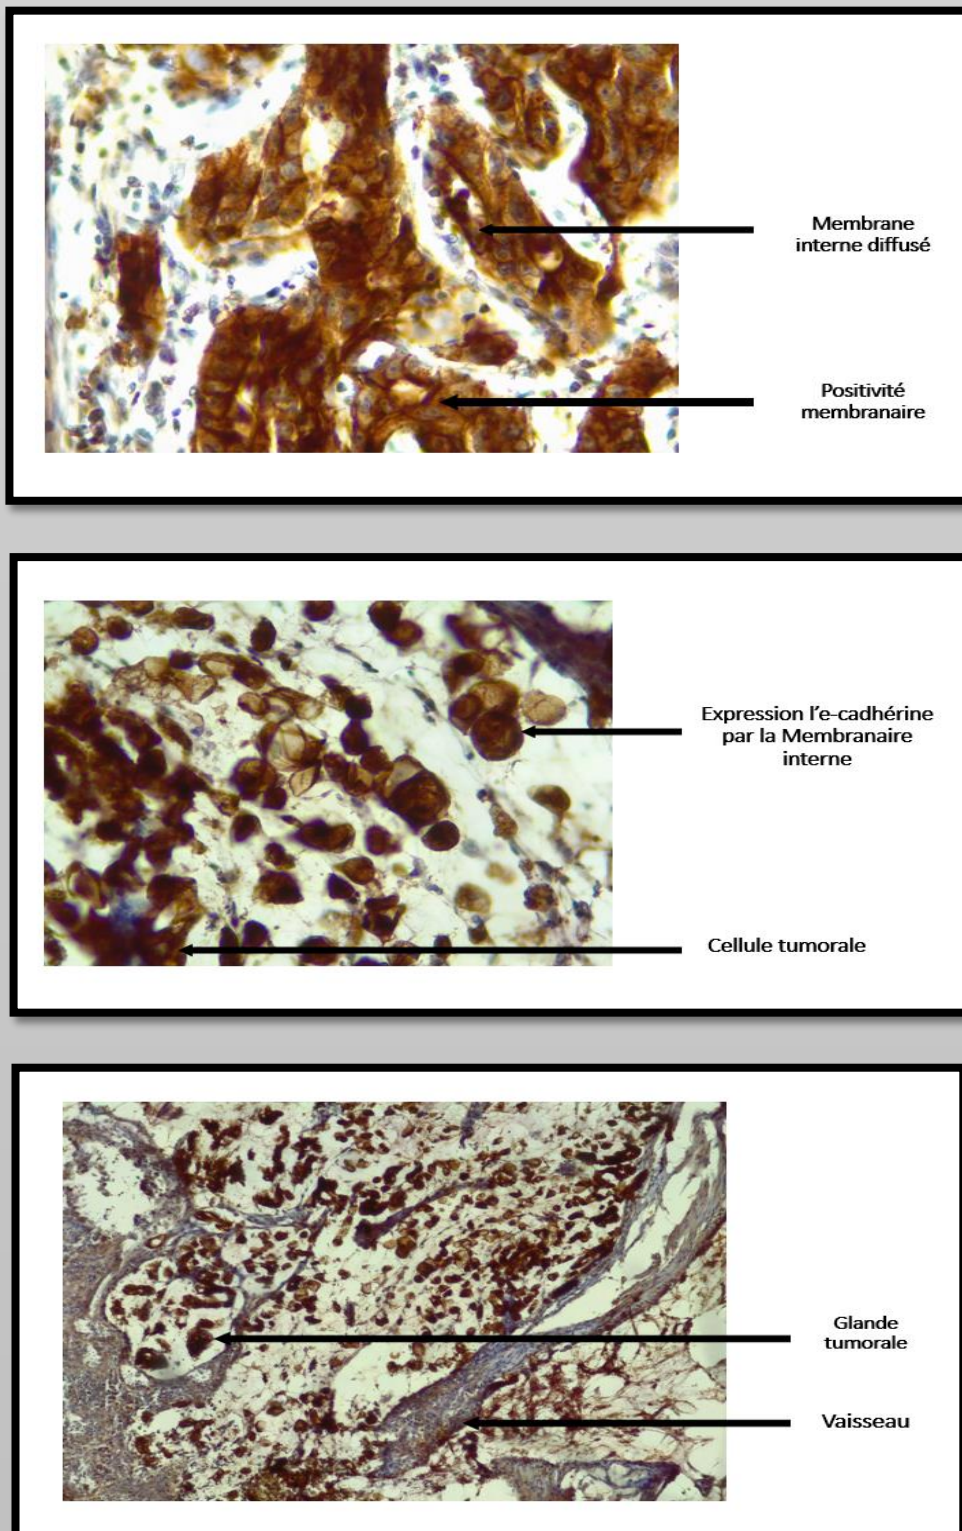 Membrane
interne diffusé
Positivité
membranaire
Expression l'e-cadhérine
par la Membranaire
interne
Cellule tumorale
Glande
tumorale
Vaisseau